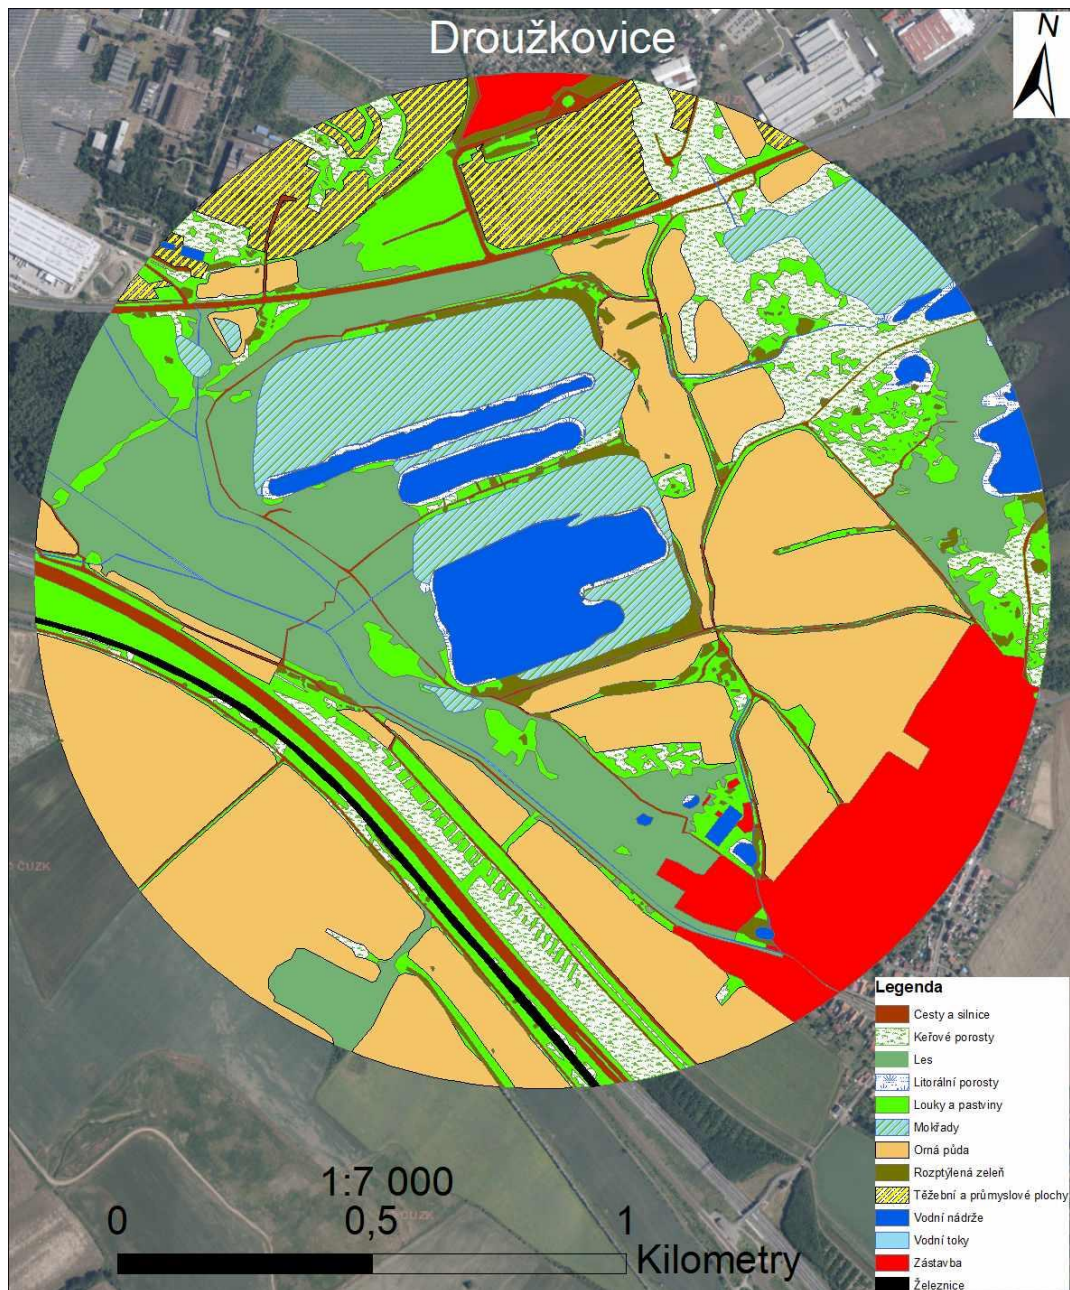 Droužkovice
N
© ČÚZK
Legenda
Cesty a silnice
Keřové porosty
Les
Litorální porosty
Louky a pastviny
Mokřady
Orná půda
Rozptýlená zeleň
Těžební a průmyslové plochy
Vodní nádrže
Vodní toky
Zástavba
Železnice
1:7 000
0 0,5 1
Kilometry